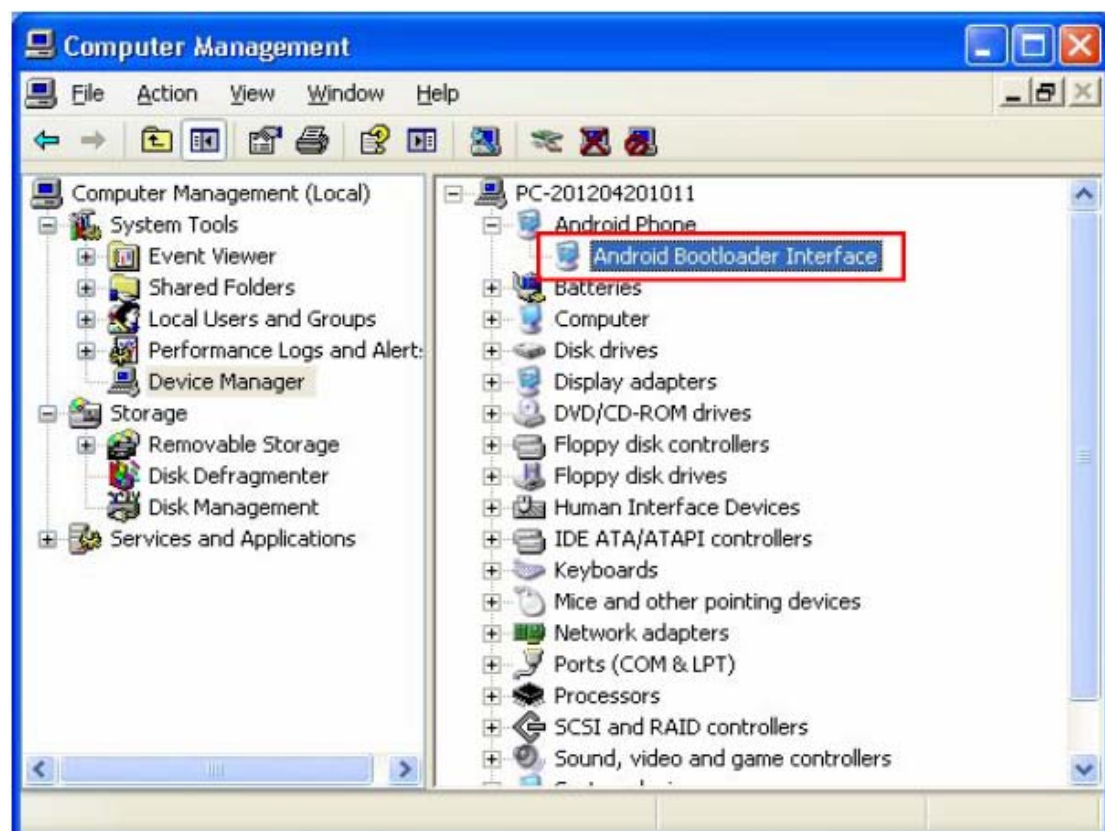 Computer Management
File Action View Window Help
Computer Management (Local)
System Tools
Event Viewer
Shared Folders
Local Users and Groups
Performance Logs and Alert
Device Manager
Storage
Removable Storage
Disk Defragmenter
Disk Management
Services and Applications
PC-201204201011
Android Phone
Android Bootloader Interface
Batteries
Computer
Disk drives
Display adapters
DVD/CD-ROM drives
Floppy disk controllers
Floppy disk drives
Human Interface Devices
IDE ATA/ATAPI controllers
Keyboards
Mice and other pointing devices
Network adapters
Ports (COM & LPT)
Processors
SCSI and RAID controllers
Sound, video and game controllers